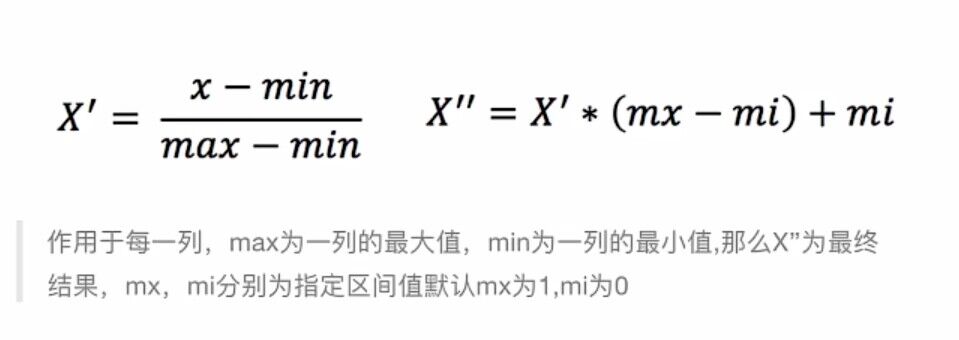 X' = (x − min) / (max − min) X'' = X' * (mx − mi) + mi
作用于每一列，max为一列的最大值，min为一列的最小值,那么X”为最终
结果，mx，mi分别为指定区间值默认mx为1,mi为0